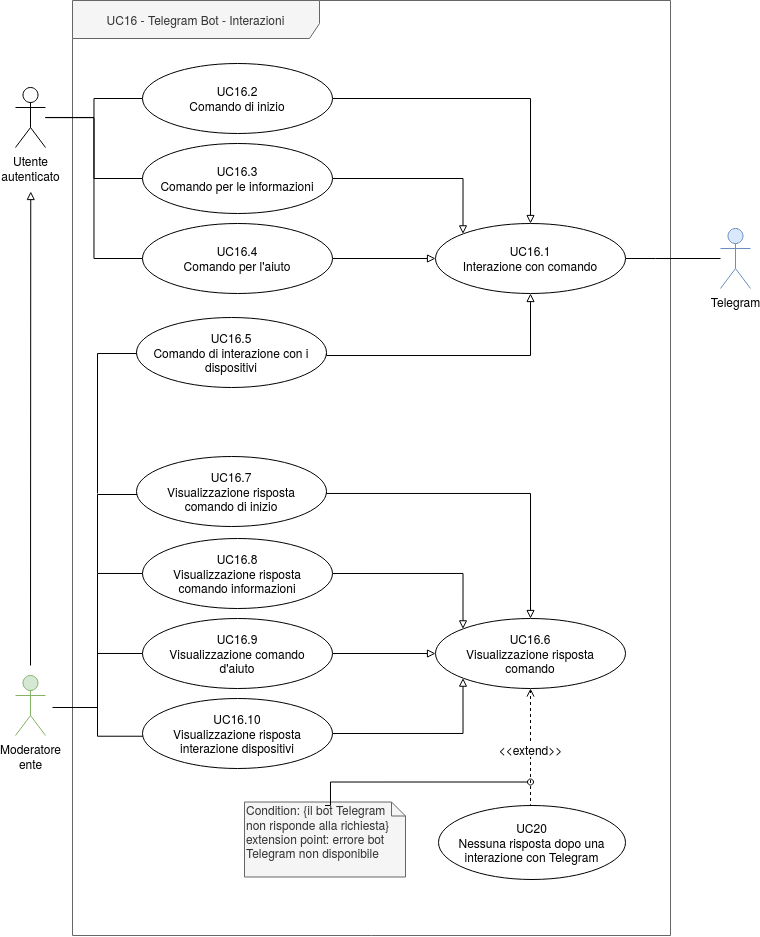 UC16 - Telegram Bot - Interazioni
UC16.2
Comando di inizio
Utente
autenticato
UC16.3
Comando per le informazioni
UC16.4
Comando per l'aiuto
UC16.1
Interazione con comando
Telegram
UC16.5
Comando di interazione con i
dispositivi
UC16.7
Visualizzazione risposta
comando di inizio
UC16.8
Visualizzazione risposta
comando informazioni
UC16.9
Visualizzazione comando
d'aiuto
UC16.6
Visualizzazione risposta
comando
UC16.10
Visualizzazione risposta
interazione dispositivi
Moderatore
ente
<<extend>>
Condition: {il bot Telegram
non risponde alla richiesta}
extension point: errore bot
Telegram non disponibile
UC20
Nessuna risposta dopo una
interazione con Telegram